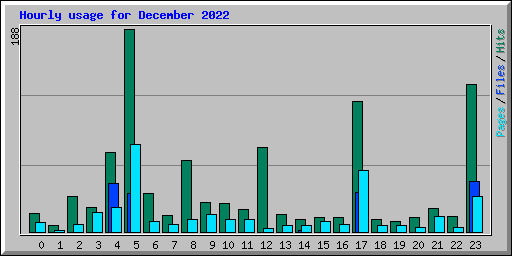 Hourly usage for December 2022
188
Pages / Files / Hits
0 1 2 3 4 5 6 7 8 9 10 11 12 13 14 15 16 17 18 19 20 21 22 23